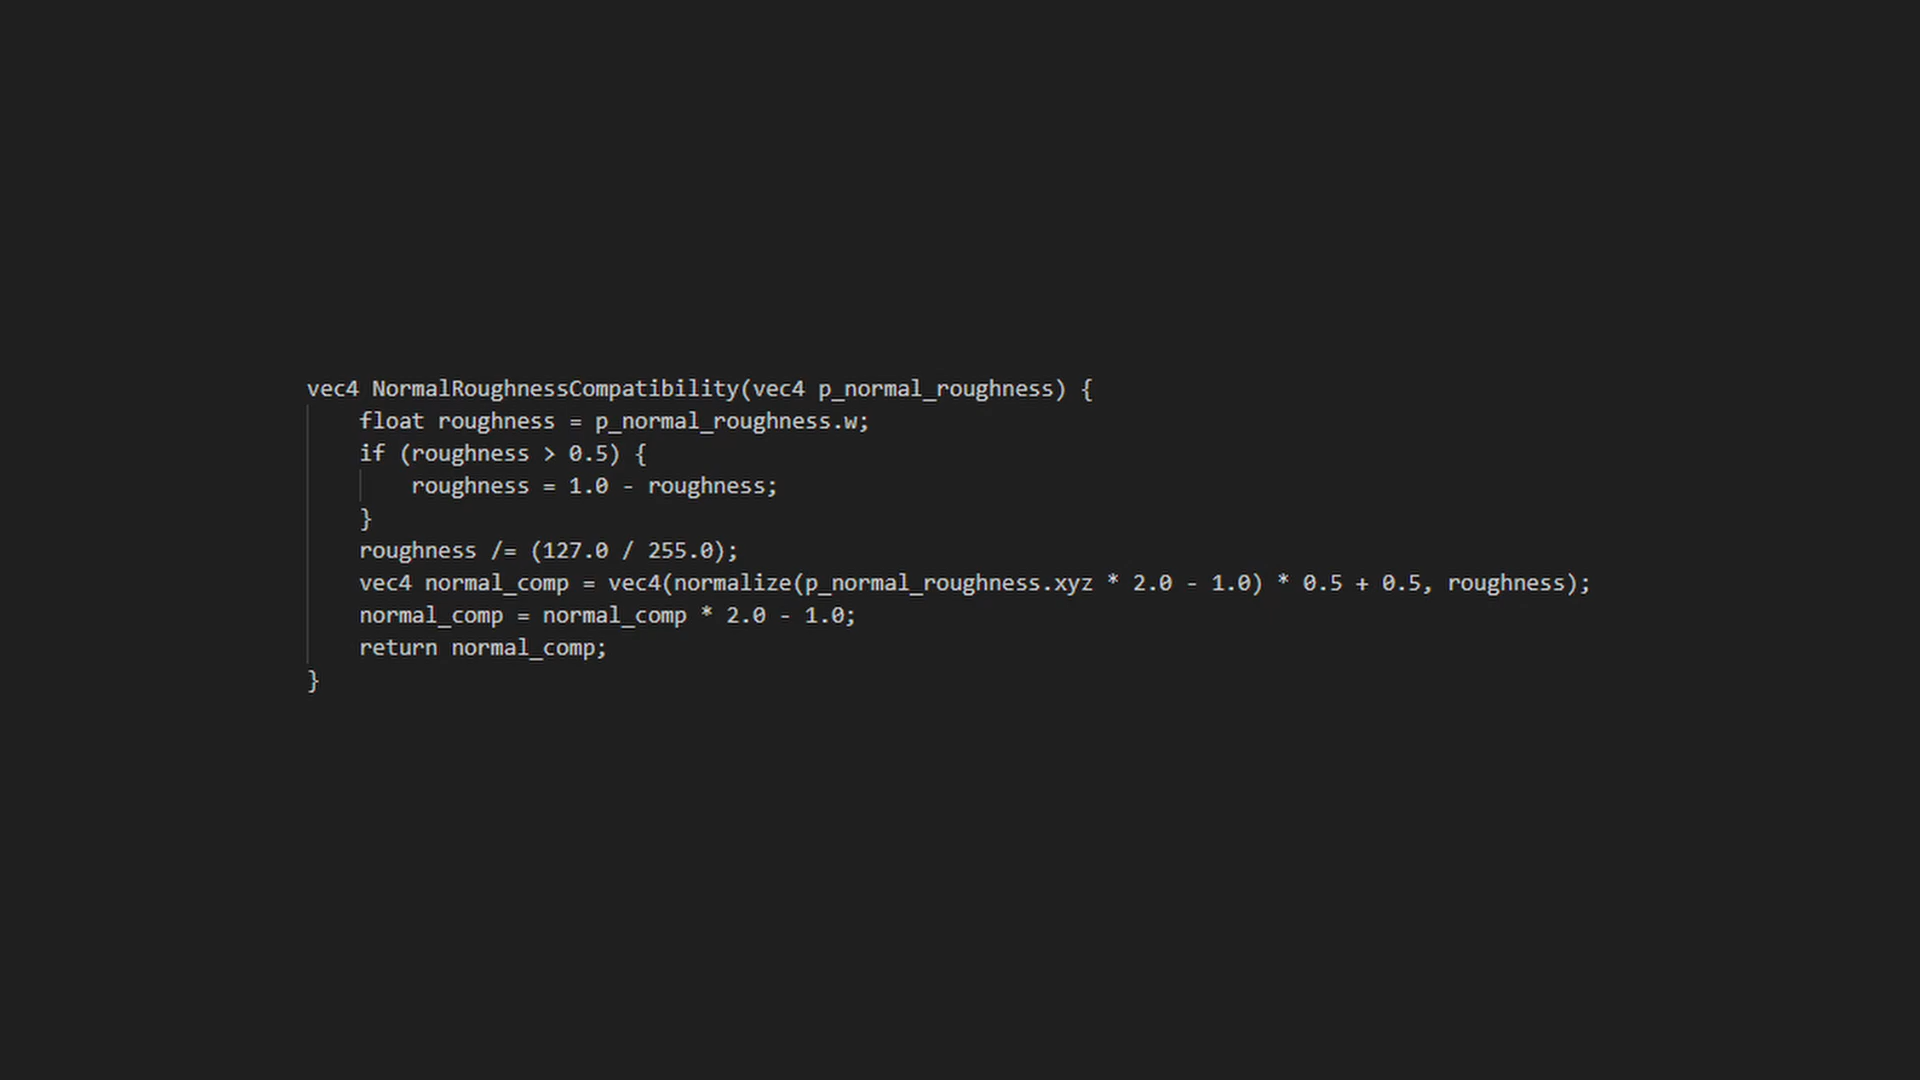 vec4 NormalRoughnessCompatibility(vec4 p_normal_roughness) {
    float roughness = p_normal_roughness.w;
    if (roughness > 0.5) {
        roughness = 1.0 - roughness;
    }
    roughness /= (127.0 / 255.0);
    vec4 normal_comp = vec4(normalize(p_normal_roughness.xyz * 2.0 - 1.0) * 0.5 + 0.5, roughness);
    normal_comp = normal_comp * 2.0 - 1.0;
    return normal_comp;
}